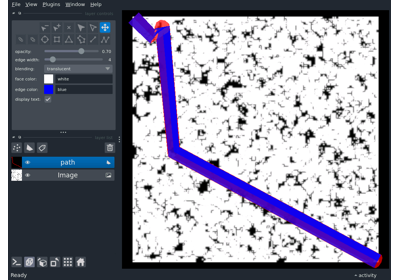 File View Plugins Window Help
opacity: 0.70
edge width: 4
blending: translucent
face color: white
edge color: blue
display text: ✓
path
Image
Ready
activity